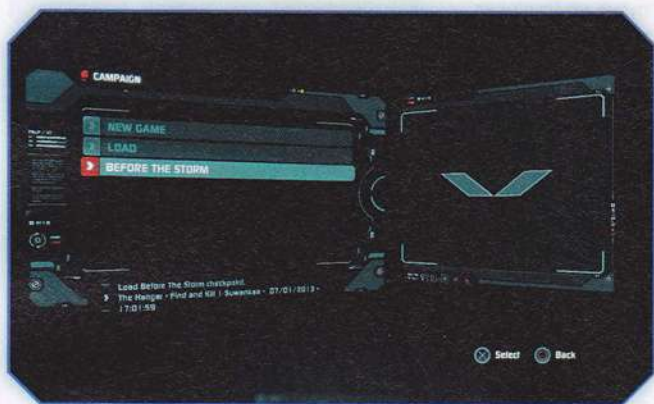 CAMPAIGN
NEW GAME
LOAD
BEFORE THE STORM
Load Before The Storm checkpoint.
The Hangar - Find and Kill | Suwankas - 07/01/2013 -
17:01:59
Select
Back